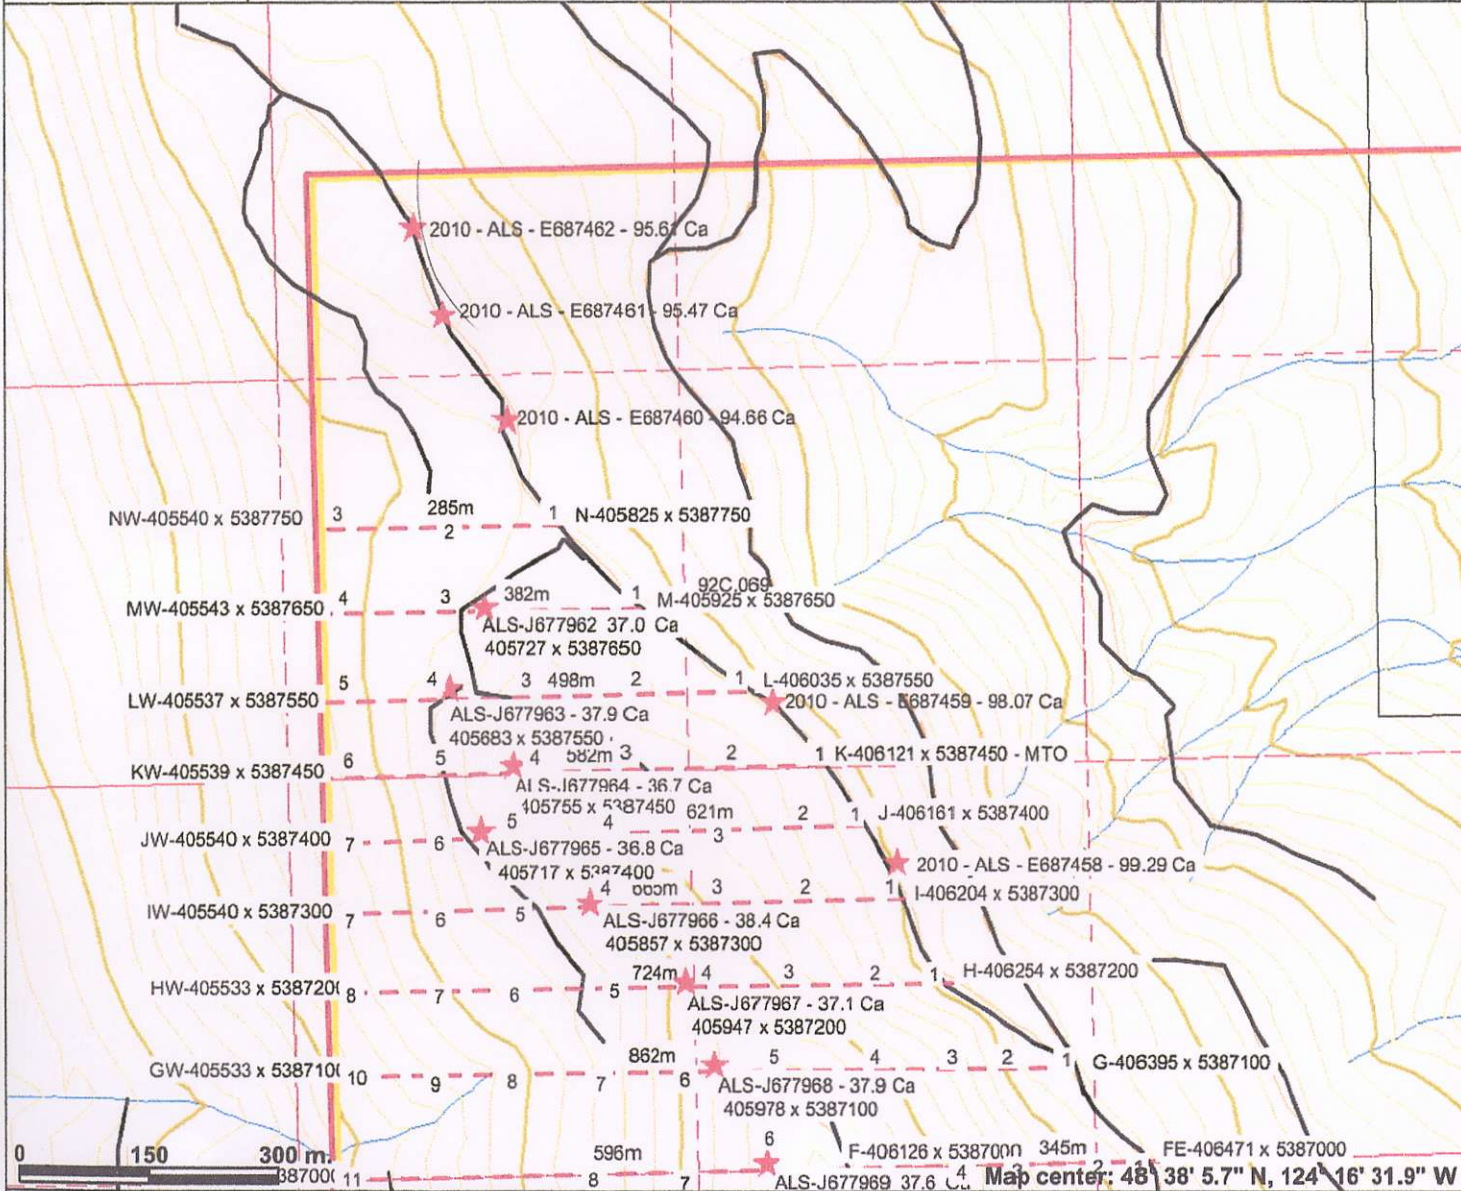 2010 - ALS - E687462 - 95.61 Ca
2010 - ALS - E687461 - 95.47 Ca
2010 - ALS - E687460 - 94.66 Ca
285m
NW-405540 x 5387750 3 2 1 N-405825 x 5387750
92C.069
382m
MW-405543 x 5387650 4 3 1 M-405925 x 5387650
ALS-J677962 37.0 Ca
405727 x 5387650
LW-405537 x 5387550 5 4 3 498m 2 1 L-406035 x 5387550
2010 - ALS - E687459 - 98.07 Ca
ALS-J677963 - 37.9 Ca
405683 x 5387550
KW-405539 x 5387450 6 5 4 582m 3 2 1 K-406121 x 5387450 - MTO
ALS-J677964 - 36.7 Ca
405755 x 5387450
JW-405540 x 5387400 7 6 5 4 621m 3 2 1 J-406161 x 5387400
ALS-J677965 - 36.8 Ca
405717 x 5387400
2010 - ALS - E687458 - 99.29 Ca
IW-405540 x 5387300 7 6 5 4 665m 3 2 1 I-406204 x 5387300
ALS-J677966 - 38.4 Ca
405857 x 5387300
HW-405533 x 5387200 8 7 6 5 724m 4 3 2 1 H-406254 x 5387200
ALS-J677967 - 37.1 Ca
405947 x 5387200
GW-405533 x 5387100 10 9 8 7 862m 6 5 4 3 2 1 G-406395 x 5387100
ALS-J677968 - 37.9 Ca
405978 x 5387100
0 150 300 m.
596m 6 F-406126 x 5387000 345m FE-406471 x 5387000
387000 11 8 7 4 3 2 1
ALS-J677969 37.6
Map center: 48° 38' 5.7" N, 124° 16' 31.9" W